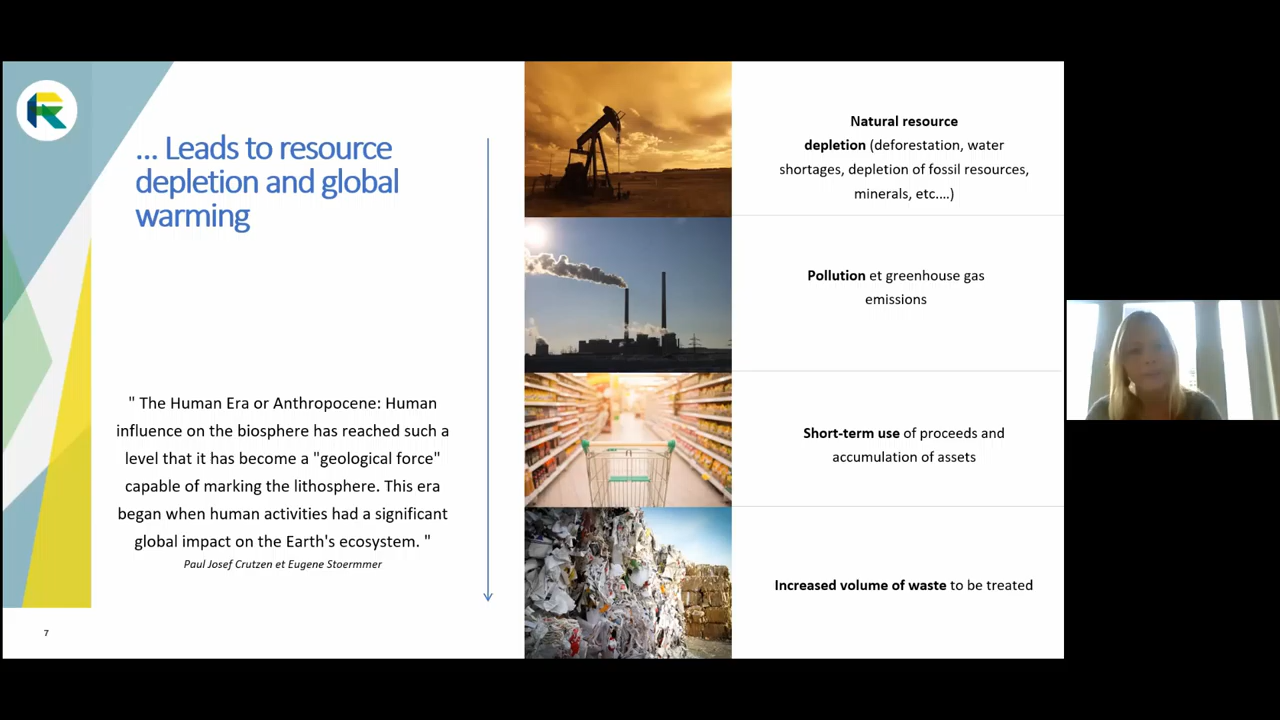 ... Leads to resource
depletion and global
warming
" The Human Era or Anthropocene: Human
influence on the biosphere has reached such a
level that it has become a "geological force"
capable of marking the lithosphere. This era
began when human activities had a significant
global impact on the Earth's ecosystem. "
Paul Josef Crutzen et Eugene Stoermmer
7
Natural resource
depletion (deforestation, water
shortages, depletion of fossil resources,
minerals, etc....)
Pollution et greenhouse gas
emissions
Short-term use of proceeds and
accumulation of assets
Increased volume of waste to be treated